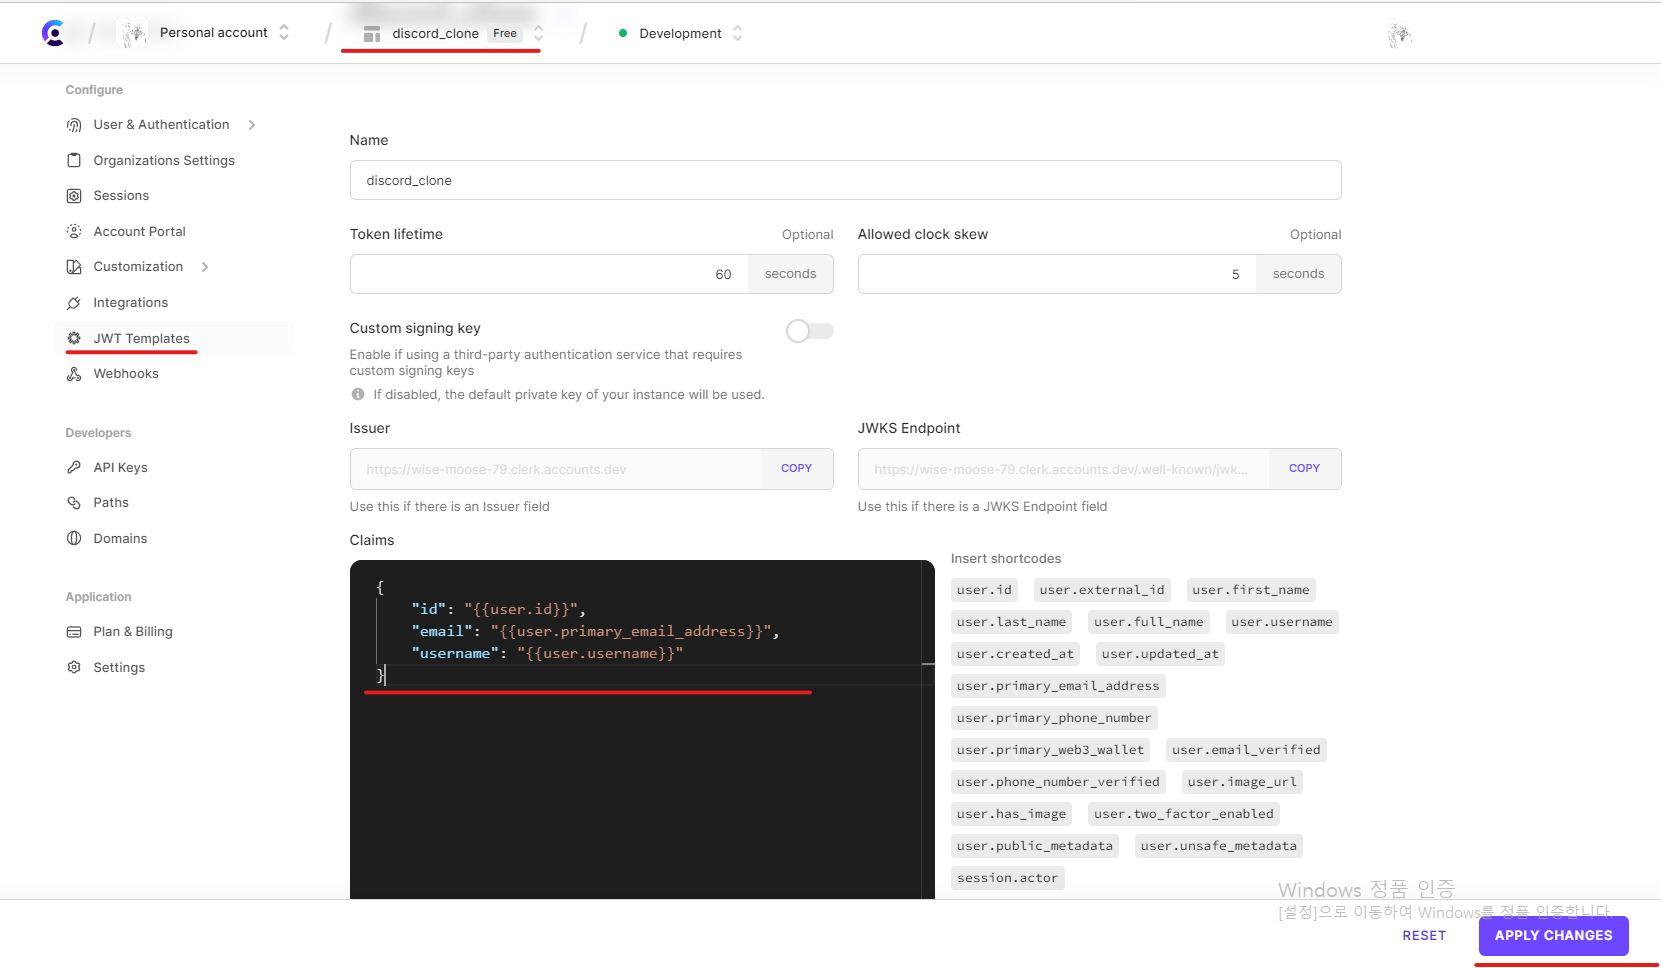 Personal account
discord_clone Free
Development
Configure
User & Authentication
Organizations Settings
Sessions
Account Portal
Customization
Integrations
JWT Templates
Webhooks
Developers
API Keys
Paths
Domains
Application
Plan & Billing
Settings
Name
discord_clone
Token lifetime Optional
60 seconds
Allowed clock skew Optional
5 seconds
Custom signing key
Enable if using a third-party authentication service that requires
custom signing keys
If disabled, the default private key of your instance will be used.
Issuer
https://wise-moose-79.clerk.accounts.dev COPY
Use this if there is an Issuer field
JWKS Endpoint
https://wise-moose-79.clerk.accounts.dev/.well-known/jwk... COPY
Use this if there is a JWKS Endpoint field
Claims
{
"id": "{{user.id}}",
"email": "{{user.primary_email_address}}",
"username": "{{user.username}}"
}
Insert shortcodes
user.id user.external_id user.first_name
user.last_name user.full_name user.username
user.created_at user.updated_at
user.primary_email_address
user.primary_phone_number
user.primary_web3_wallet user.email_verified
user.phone_number_verified user.image_url
user.has_image user.two_factor_enabled
user.public_metadata user.unsafe_metadata
session.actor
Windows 정품 인증
[설정]으로 이동하여 Windows를 정품 인증합니다.
RESET APPLY CHANGES